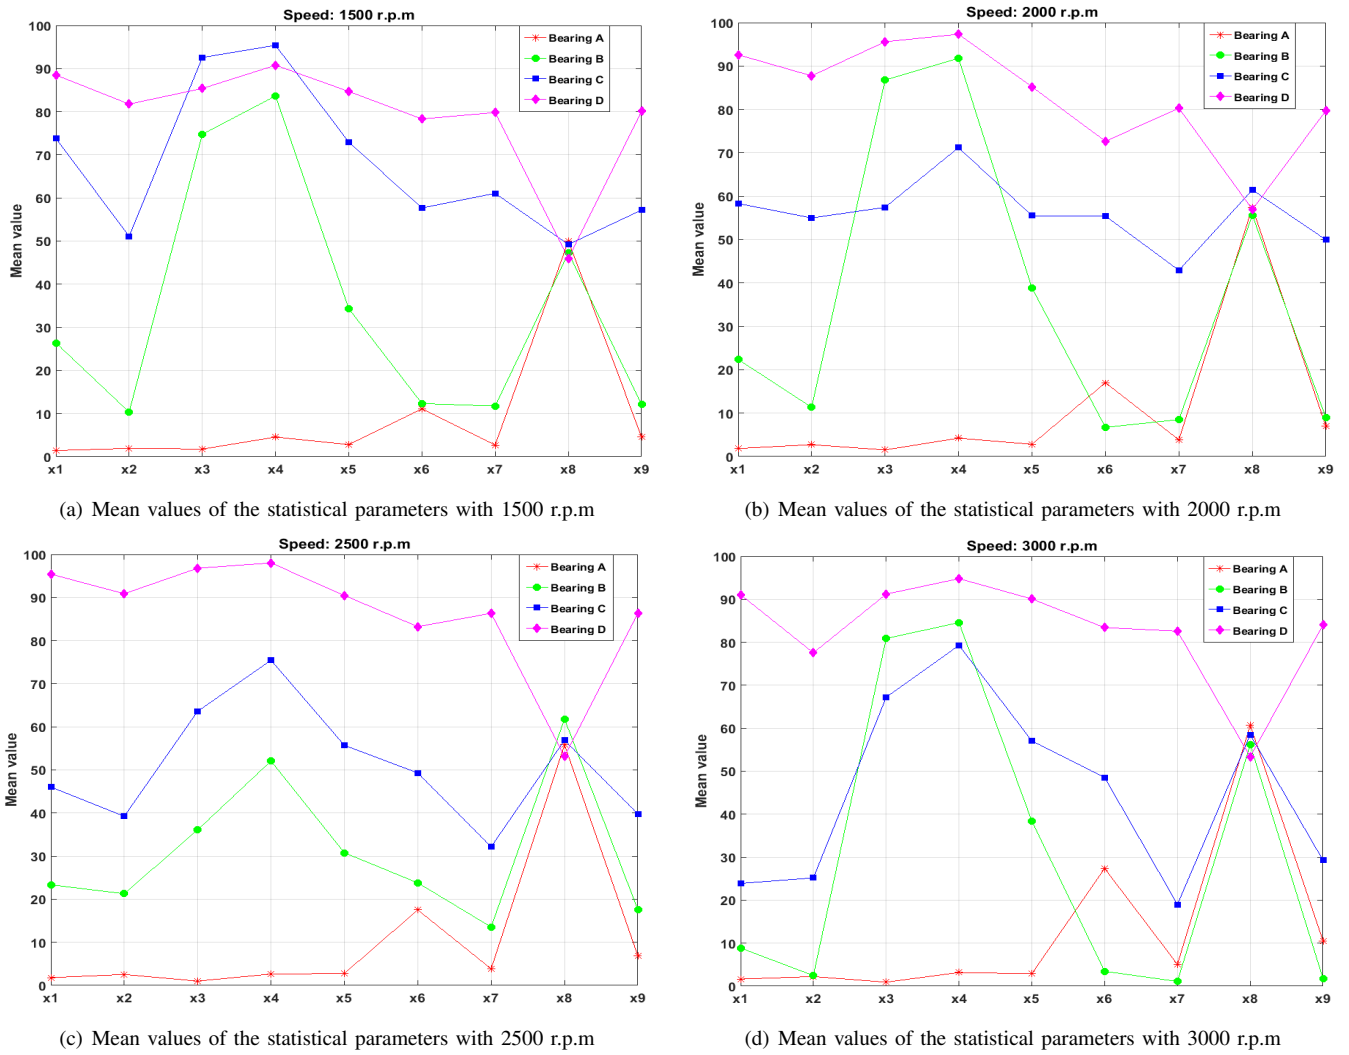 Speed: 1500 r.p.m
100
90
80
70
60
50
40
30
20
10
0
Mean value
x1 x2 x3 x4 x5 x6 x7 x8 x9
Bearing A
Bearing B
Bearing C
Bearing D
(a) Mean values of the statistical parameters with 1500 r.p.m
Speed: 2000 r.p.m
100
90
80
70
60
50
40
30
20
10
0
Mean value
x1 x2 x3 x4 x5 x6 x7 x8 x9
Bearing A
Bearing B
Bearing C
Bearing D
(b) Mean values of the statistical parameters with 2000 r.p.m
Speed: 2500 r.p.m
100
90
80
70
60
50
40
30
20
10
0
Mean value
x1 x2 x3 x4 x5 x6 x7 x8 x9
Bearing A
Bearing B
Bearing C
Bearing D
(c) Mean values of the statistical parameters with 2500 r.p.m
Speed: 3000 r.p.m
100
90
80
70
60
50
40
30
20
10
0
Mean value
x1 x2 x3 x4 x5 x6 x7 x8 x9
Bearing A
Bearing B
Bearing C
Bearing D
(d) Mean values of the statistical parameters with 3000 r.p.m